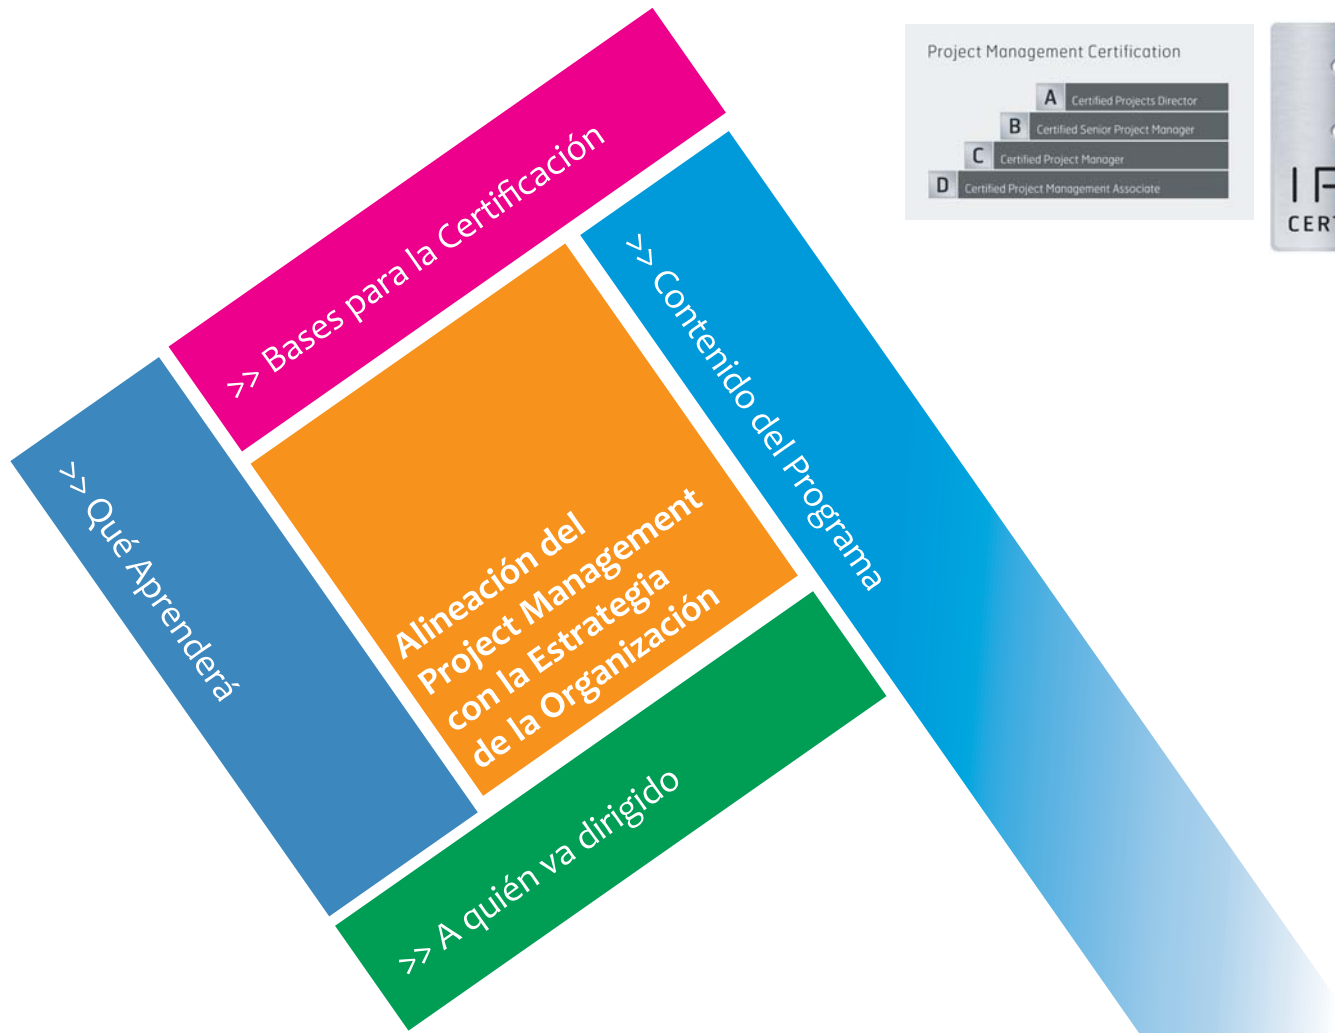 Project Management Certification
A Certified Projects Director
B Certified Senior Project Manager
C Certified Project Manager
D Certified Project Management Associate
>> Bases para la Certificación
>> Contenido del Programa
>> Qué Aprenderá
Alineación del
Project Management
con la Estrategia
de la Organización
>> A quién va dirigido